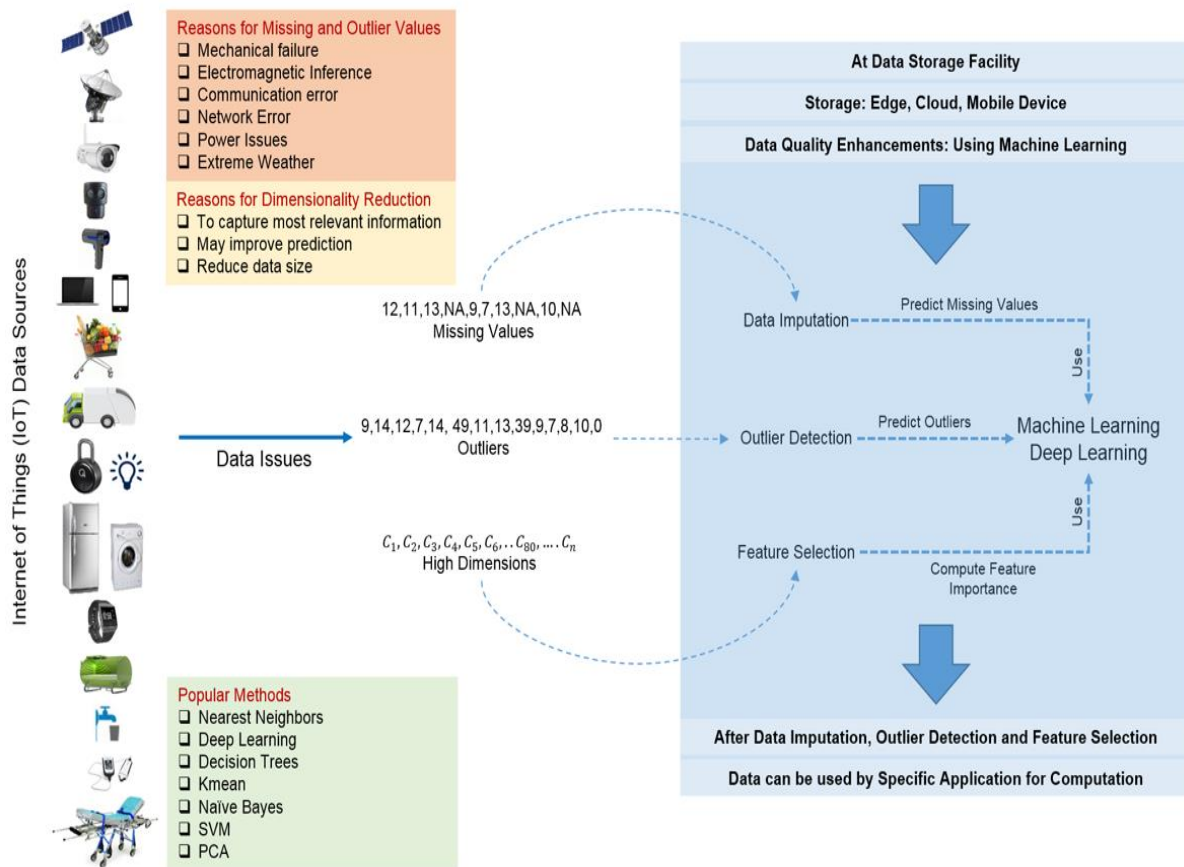 Internet of Things (IoT) Data Sources
Reasons for Missing and Outlier Values
❑ Mechanical failure
❑ Electromagnetic Inference
❑ Communication error
❑ Network Error
❑ Power Issues
❑ Extreme Weather
Reasons for Dimensionality Reduction
❑ To capture most relevant information
❑ May improve prediction
❑ Reduce data size
12,11,13,NA,9,7,13,NA,10,NA
Missing Values
9,14,12,7,14, 49,11,13,39,9,7,8,10,0
Outliers
Data Issues
C₁, C₂, C₃, C₄, C₅, C₆, . . C₈₀, .... Cₙ
High Dimensions
Popular Methods
❑ Nearest Neighbors
❑ Deep Learning
❑ Decision Trees
❑ Kmean
❑ Naïve Bayes
❑ SVM
❑ PCA
At Data Storage Facility
Storage: Edge, Cloud, Mobile Device
Data Quality Enhancements: Using Machine Learning
Data Imputation
Predict Missing Values
Use
Outlier Detection
Predict Outliers
Machine Learning
Deep Learning
Use
Feature Selection
Compute Feature
Importance
After Data Imputation, Outlier Detection and Feature Selection
Data can be used by Specific Application for Computation